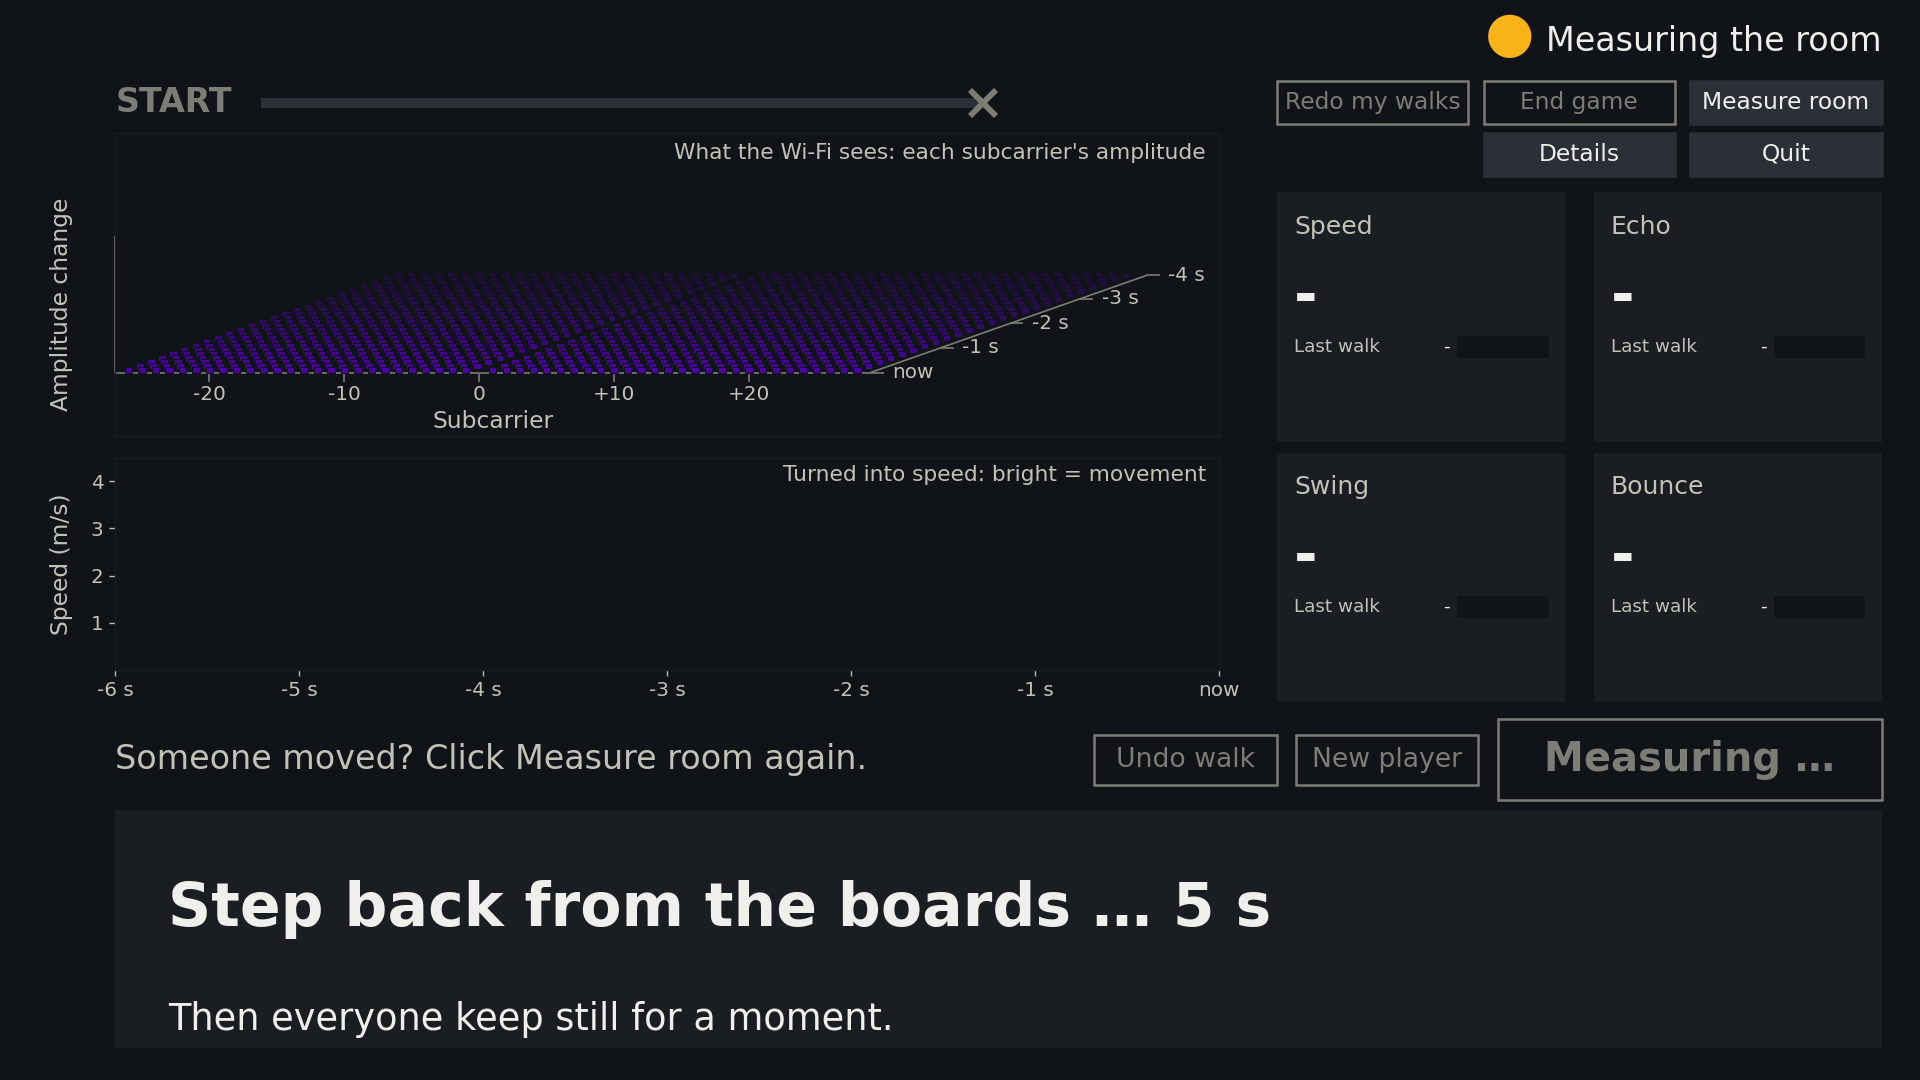 Measuring the room
START
Redo my walks
End game
Measure room
Details
Quit
What the Wi-Fi sees: each subcarrier's amplitude
Amplitude change
-4 s
-3 s
-2 s
-1 s
now
-20
-10
0
+10
+20
Subcarrier
Speed
-
Last walk -
Echo
-
Last walk -
Turned into speed: bright = movement
Speed (m/s)
4
3
2
1
-6 s
-5 s
-4 s
-3 s
-2 s
-1 s
now
Swing
-
Last walk -
Bounce
-
Last walk -
Someone moved? Click Measure room again.
Undo walk
New player
Measuring ...
Step back from the boards ... 5 s
Then everyone keep still for a moment.